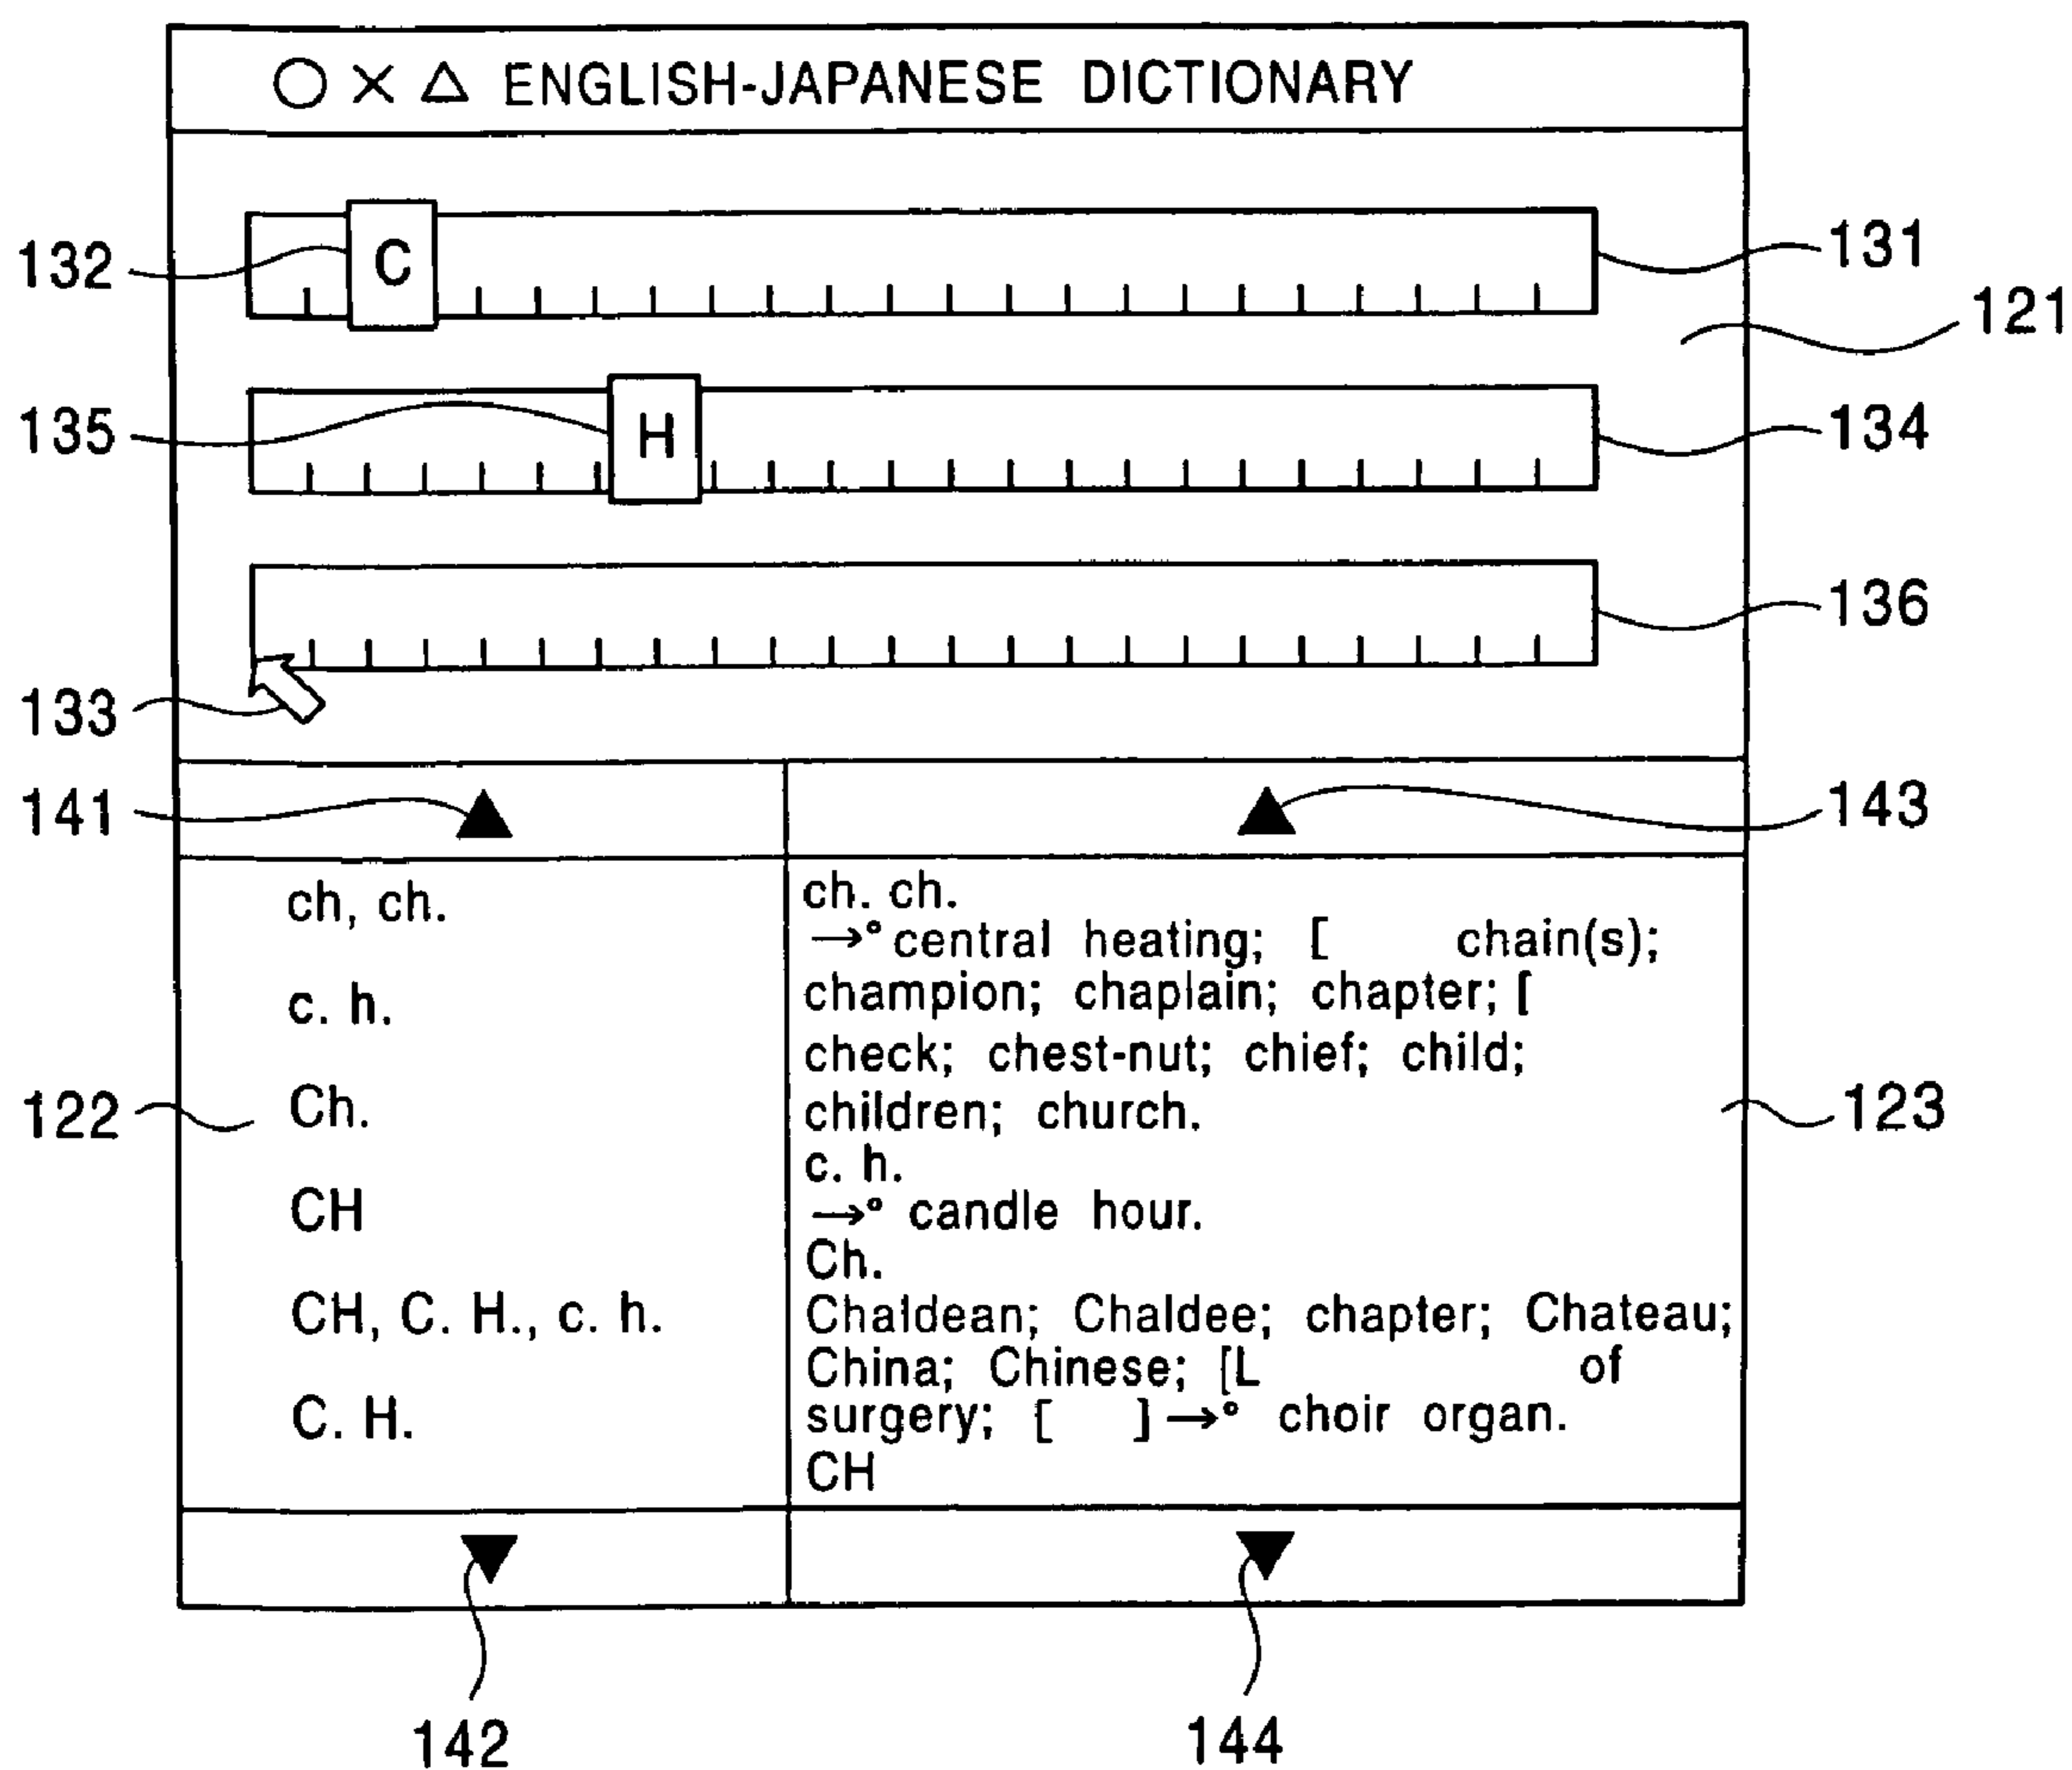 ○×△ ENGLISH-JAPANESE DICTIONARY
132
C
131
121
135
H
134
136
133
141
143
ch, ch.
c. h.
Ch.
CH
CH, C. H., c. h.
C. H.
122
ch. ch.
→° central heating; [ chain(s);
champion; chaplain; chapter; [
check; chest-nut; chief; child;
children; church.
c. h.
→° candle hour.
Ch.
Chaldean; Chaldee; chapter; Chateau;
China; Chinese; [L of
surgery; [ ]→° choir organ.
CH
123
142
144